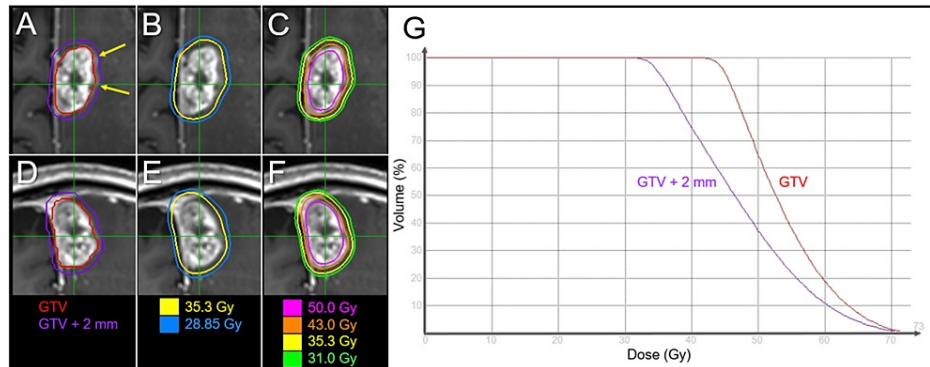 A
B
C
D
E
F
GTV
GTV + 2 mm
35.3 Gy
28.85 Gy
50.0 Gy
43.0 Gy
35.3 Gy
31.0 Gy
G
100
90
80
70
60
50
40
30
20
10
Volume (%)
GTV + 2 mm
GTV
0
10
20
30
40
50
60
70
73
Dose (Gy)